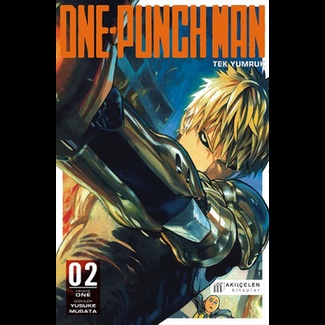 ONE-PUNCH MAN
TEK YUMRUK
02
ONE
YUSUKE
MURATA
AKILÇELEN
kitaplar